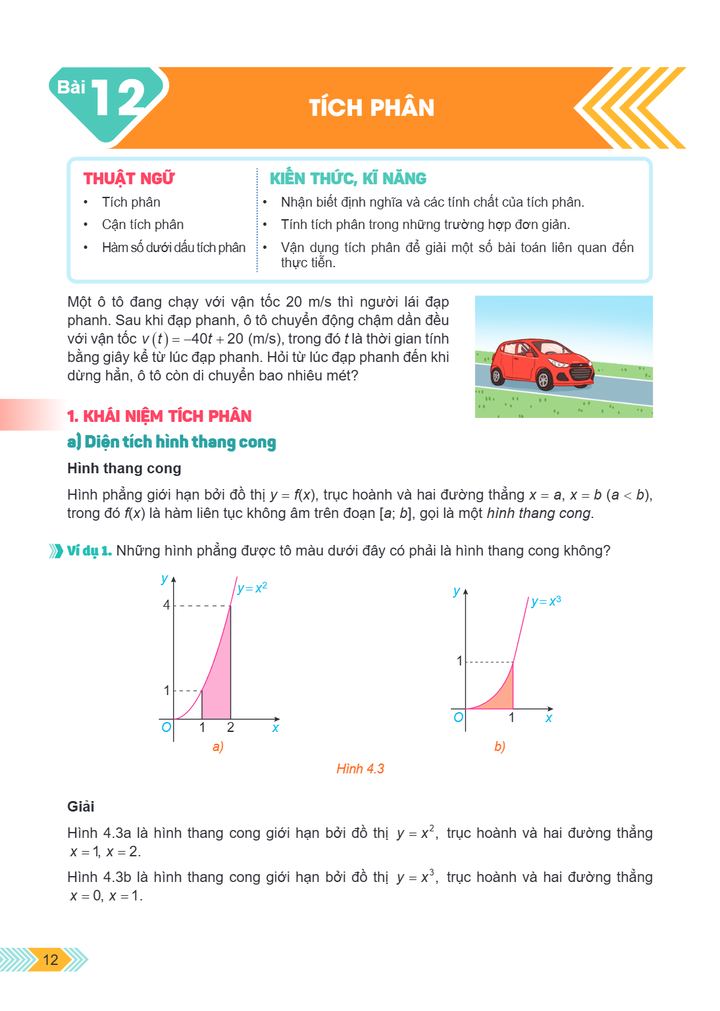 Bài 12
TÍCH PHÂN
THUẬT NGỮ
• Tích phân
• Cận tích phân
• Hàm số dưới dấu tích phân
KIẾN THỨC, KĨ NĂNG
• Nhận biết định nghĩa và các tính chất của tích phân.
• Tính tích phân trong những trường hợp đơn giản.
• Vận dụng tích phân để giải một số bài toán liên quan đến
thực tiễn.
Một ô tô đang chạy với vận tốc 20 m/s thì người lái đạp
phanh. Sau khi đạp phanh, ô tô chuyển động chậm dần đều
với vận tốc v(t) = −40t + 20 (m/s), trong đó t là thời gian tính
bằng giây kể từ lúc đạp phanh. Hỏi từ lúc đạp phanh đến khi
dừng hẳn, ô tô còn di chuyển bao nhiêu mét?
1. KHÁI NIỆM TÍCH PHÂN
a) Diện tích hình thang cong
Hình thang cong
Hình phẳng giới hạn bởi đồ thị y = f(x), trục hoành và hai đường thẳng x = a, x = b (a < b),
trong đó f(x) là hàm liên tục không âm trên đoạn [a; b], gọi là một hình thang cong.
Ví dụ 1. Những hình phẳng được tô màu dưới đây có phải là hình thang cong không?
y
y = x²
4
1
O 1 2 x
a)
y
y = x³
1
O 1 x
b)
Hình 4.3
Giải
Hình 4.3a là hình thang cong giới hạn bởi đồ thị y = x², trục hoành và hai đường thẳng
x = 1, x = 2.
Hình 4.3b là hình thang cong giới hạn bởi đồ thị y = x³, trục hoành và hai đường thẳng
x = 0, x = 1.
12